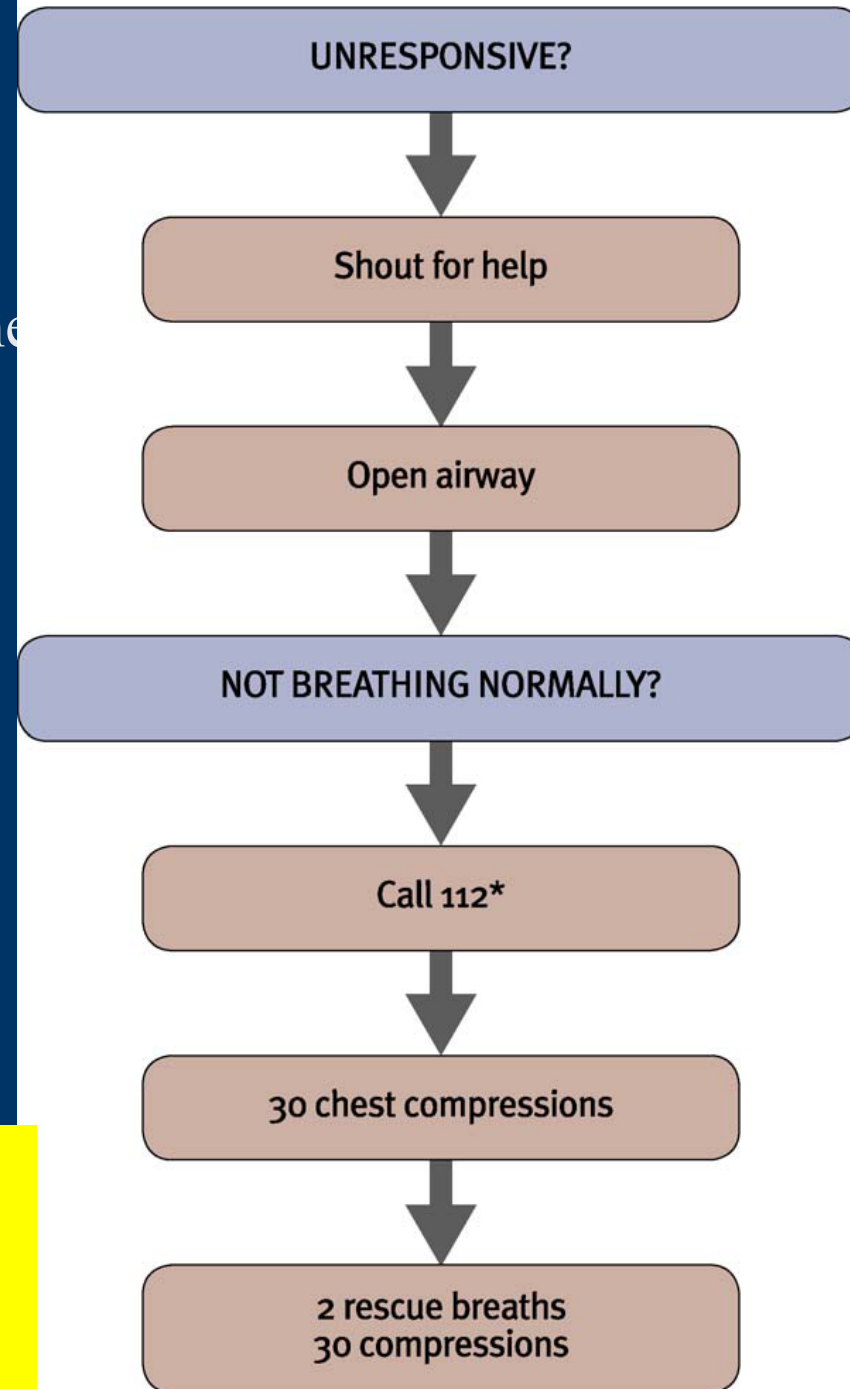 UNRESPONSIVE?
Shout for help
Open airway
NOT BREATHING NORMALLY?
Call 112*
30 chest compressions
2 rescue breaths
30 compressions